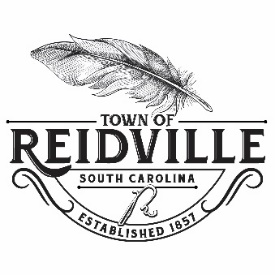 TOWN OF
REIDVILLE
SOUTH CAROLINA
R
ESTABLISHED 1857